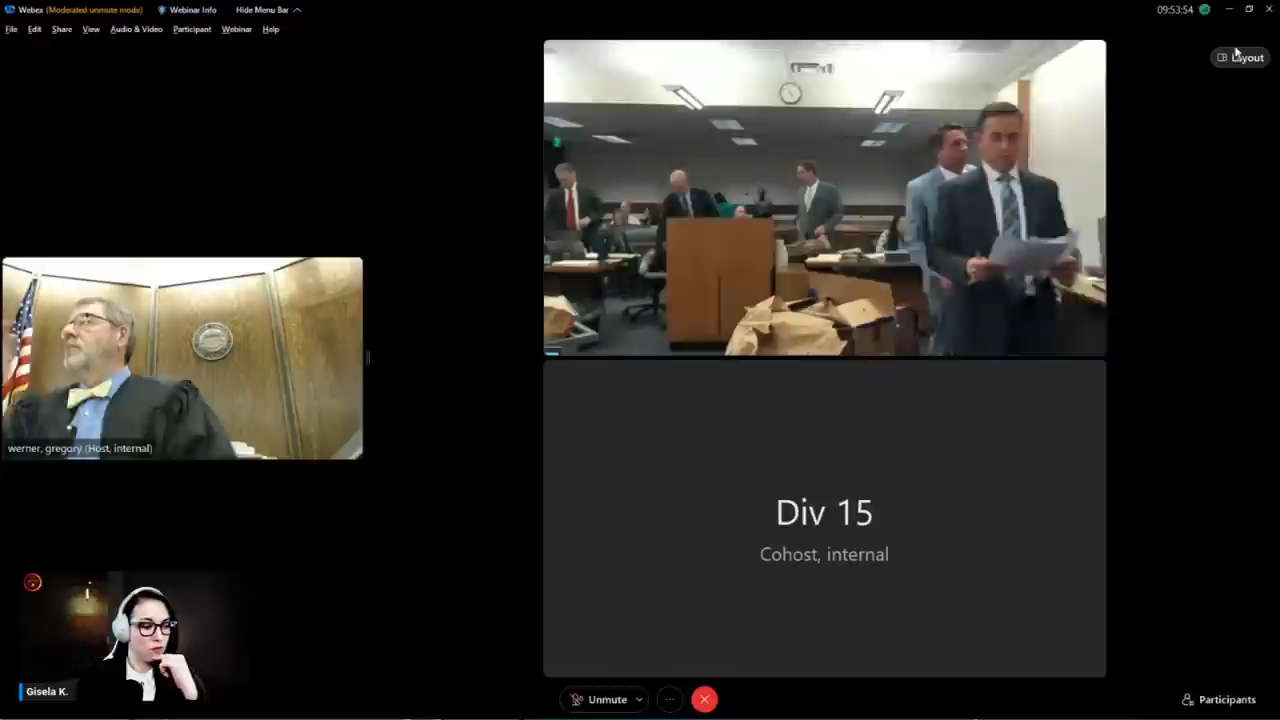 Webex (Moderated unmute mode) Webinar Info Hide Menu Bar 09:53:54
File Edit Share View Audio & Video Participant Webinar Help
Layout
werner, gregory (Host, internal)
Div 15
Cohost, internal
Gisela K.
Unmute
Participants